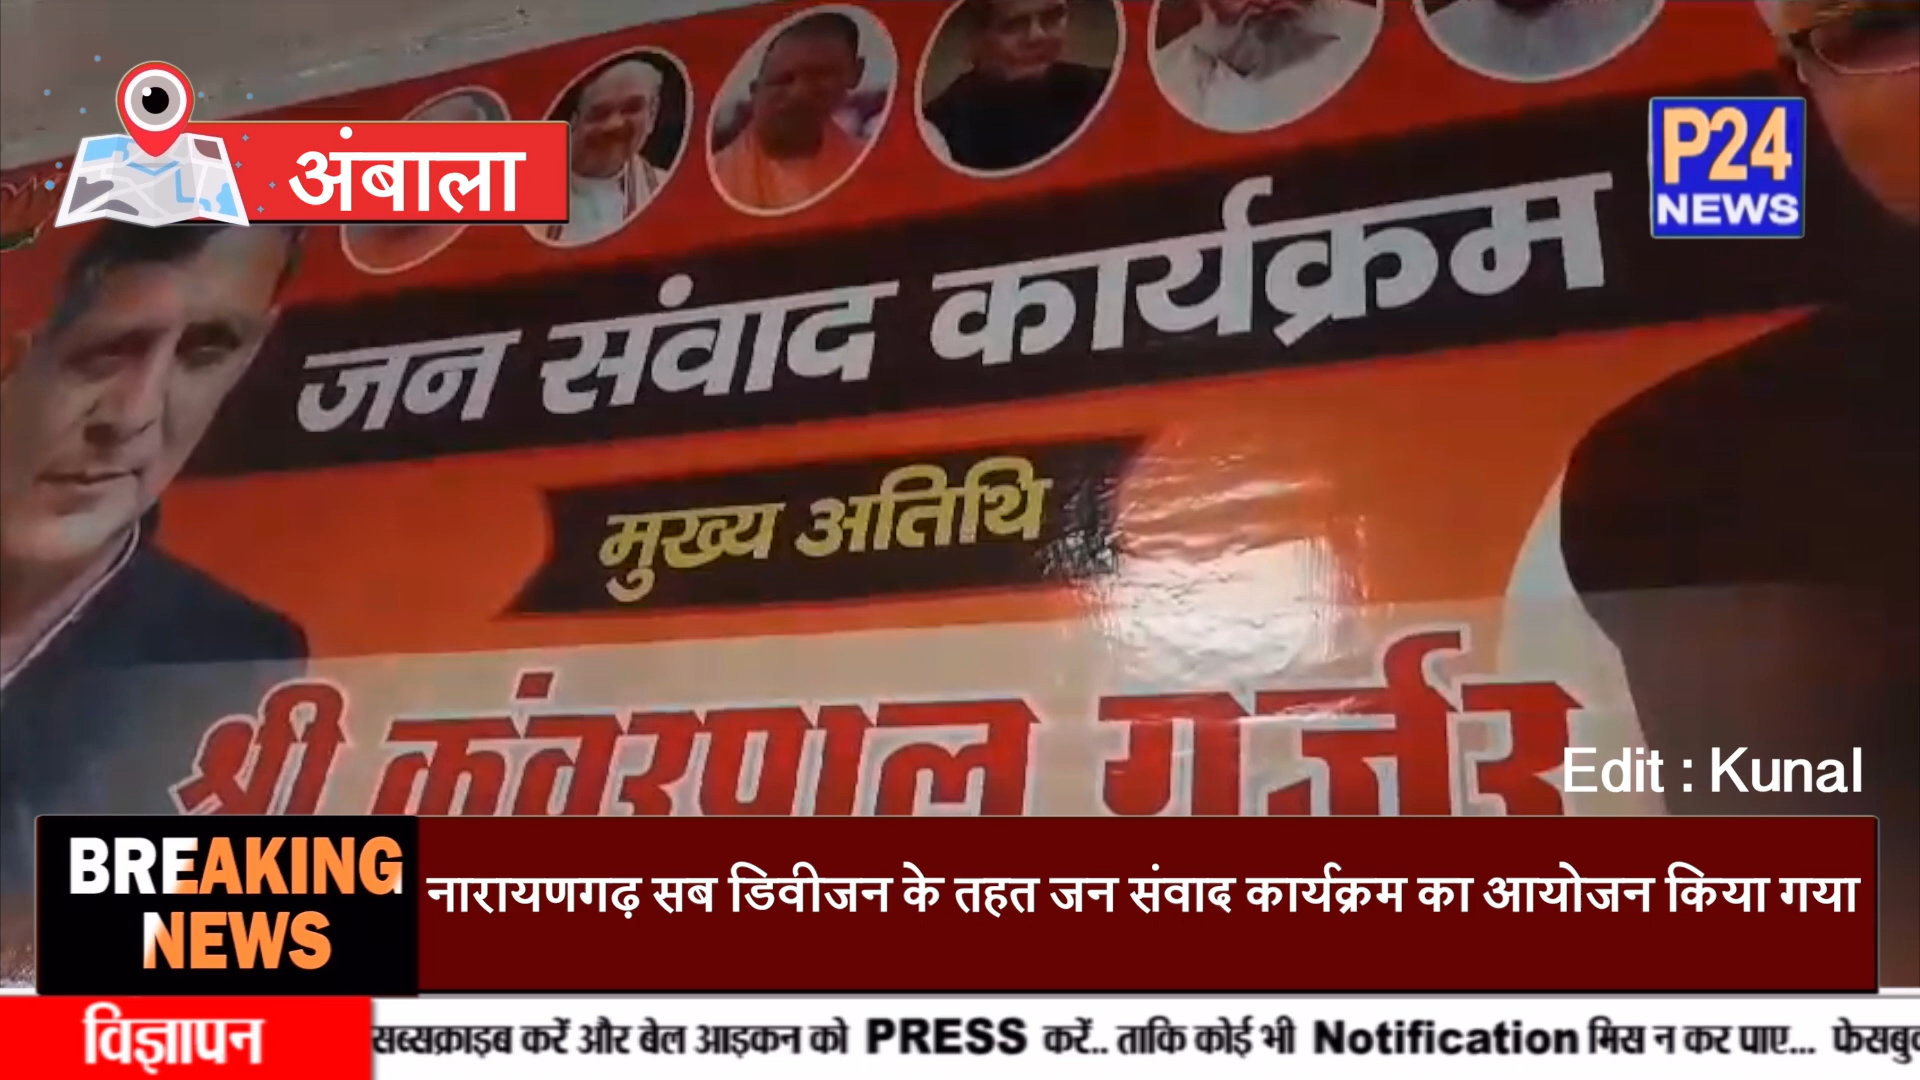 अंबाला
P24
NEWS
जन संवाद कार्यक्रम
मुख्य अतिथि
श्री कंवरपाल गुर्जर
Edit : Kunal
BREAKING
NEWS
नारायणगढ़ सब डिवीजन के तहत जन संवाद कार्यक्रम का आयोजन किया गया
विज्ञापन
सब्सक्राइब करें और बेल आइकन को PRESS करें.. ताकि कोई भी Notification मिस न कर पाए...